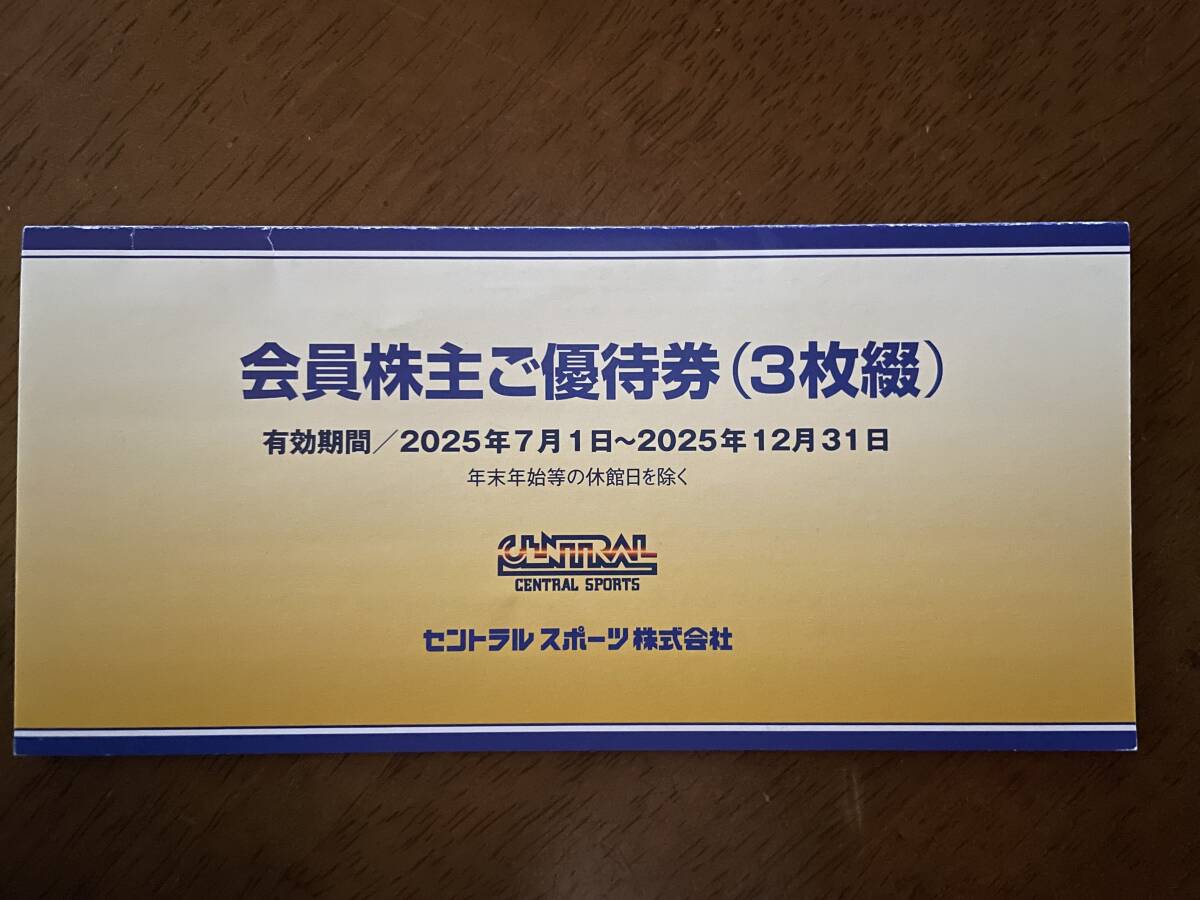 会員株主ご優待券（3枚綴）
有効期間／2025年7月1日～2025年12月31日
年末年始等の休館日を除く
CENTRAL
CENTRAL SPORTS
セントラルスポーツ株式会社